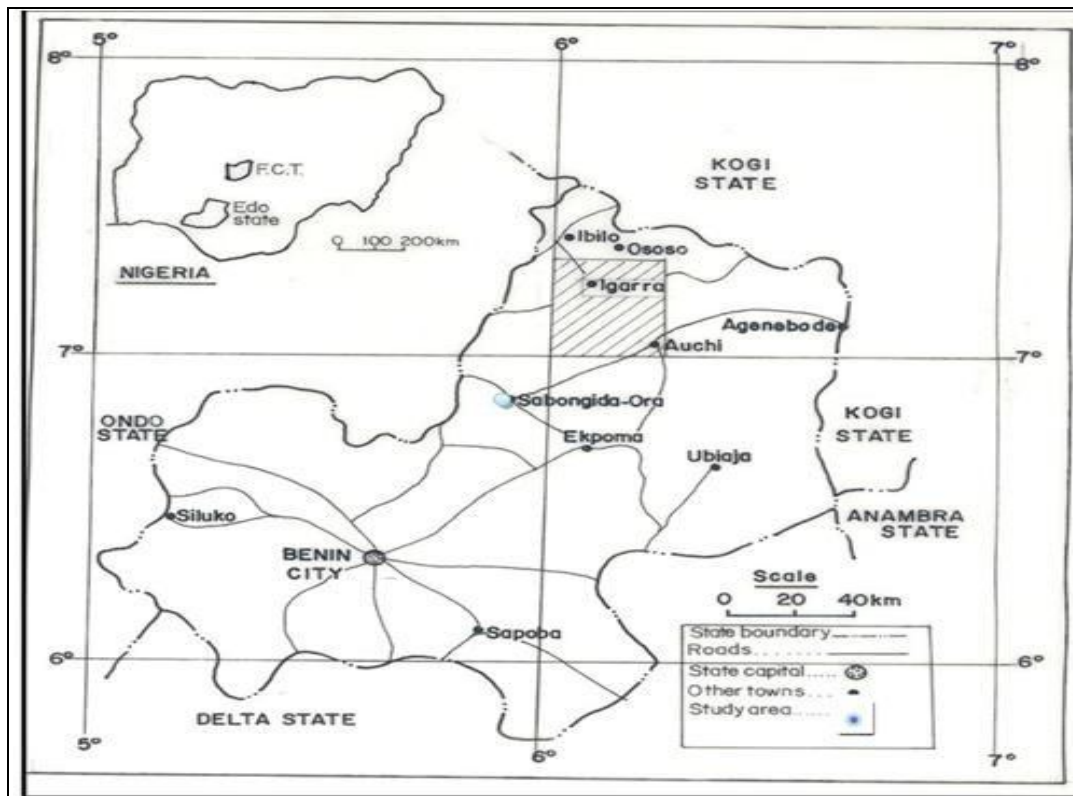 5°
6°
7°
8°
8°
KOGI
STATE
F.C.T.
Edo
state
0 100 200km
NIGERIA
Ibilo
Ososo
Igarra
Agenebode
7°
Auchi
7°
Sabongida-Ora
ONDO
STATE
Ekpoma
KOGI
STATE
Ubiaja
Siluko
ANAMBRA
STATE
BENIN
CITY
Scale
0 20 40km
Sapoba
State boundary
Roads........
State capital.....
Other towns....
Study area......
6°
6°
DELTA STATE
5°
6°
7°